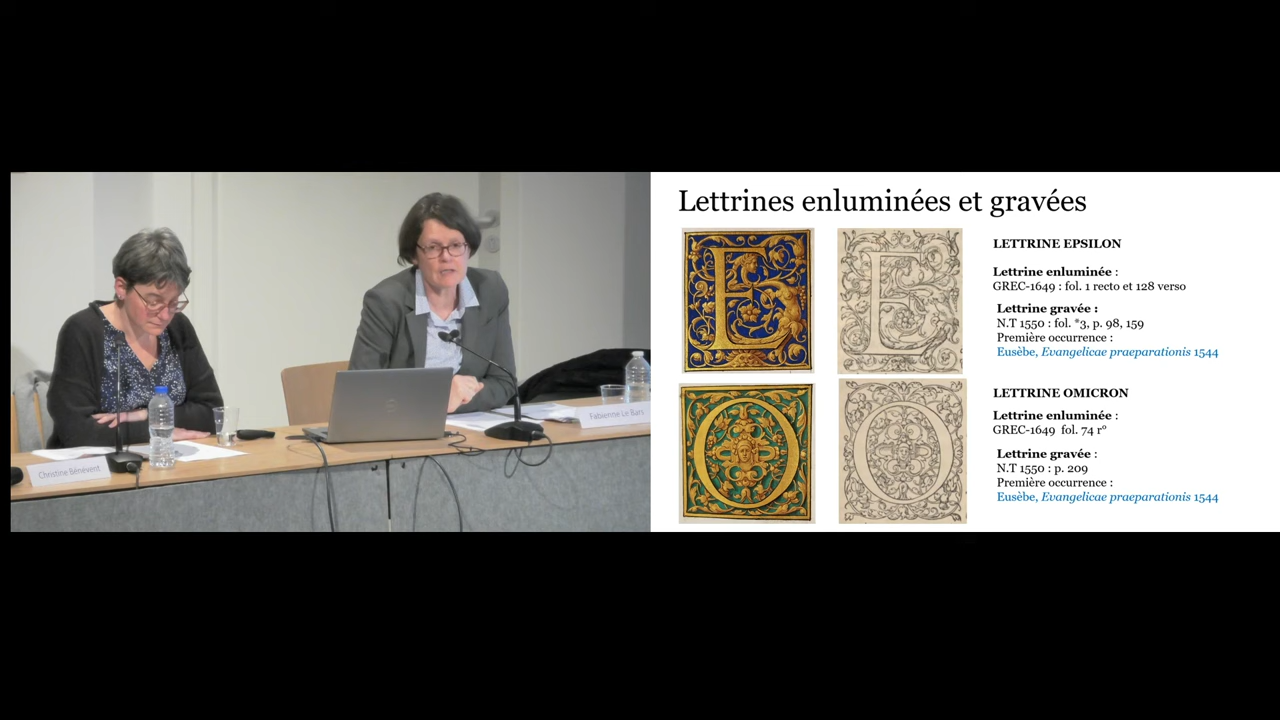 Christine Bénévent
Fabienne Le Bars
Lettrines enluminées et gravées
LETTRINE EPSILON
Lettrine enluminée :
GREC-1649 : fol. 1 recto et 128 verso
Lettrine gravée :
N.T 1550 : fol. *3, p. 98, 159
Première occurrence :
Eusèbe, Evangelicae praeparationis 1544
LETTRINE OMICRON
Lettrine enluminée :
GREC-1649 fol. 74 rº
Lettrine gravée :
N.T 1550 : p. 209
Première occurrence :
Eusèbe, Evangelicae praeparationis 1544
E
E
O
O